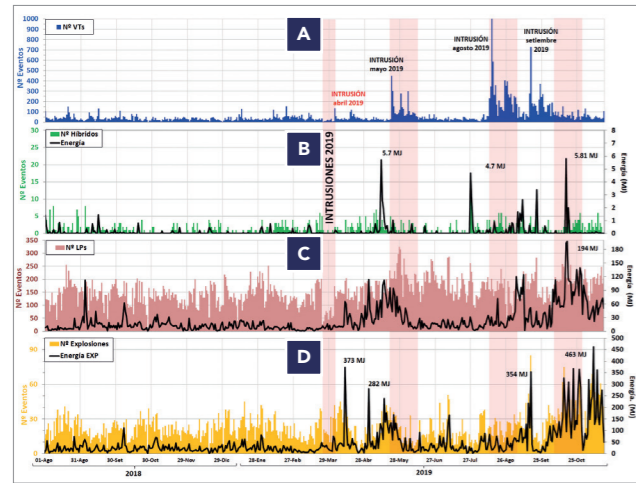 Nº VTs
A
Nº Eventos
1000
900
800
700
600
500
400
300
200
100
0
INTRUSIÓN
abril 2019
INTRUSIÓN
mayo 2019
INTRUSIÓN
agosto 2019
INTRUSIÓN
setiembre
2019
Nº Híbridos
Energía
B
Nº Eventos
30
25
20
15
10
5
0
INTRUSIONES 2019
5.7 MJ
4.7 MJ
5.81 MJ
8
7
6
5
4
3
2
1
0
Energía (MJ)
Nº LPs
C
Nº Eventos
350
300
250
200
150
100
50
0
194 MJ
180
150
120
90
60
30
0
Energía (MJ)
Nº Explosiones
Energía EXP
D
Nº Eventos
90
60
30
0
373 MJ
282 MJ
354 MJ
463 MJ
500
450
400
350
300
250
200
150
100
50
0
Energía. (MJ)
01-Ago 31-Ago 30-Set 30-Oct 29-Nov 29-Dic 28-Ene 27-Feb 29-Mar 28-Abr 28-May 27-Jun 27-Jul 26-Ago 25-Set 29-Oct
2018 2019